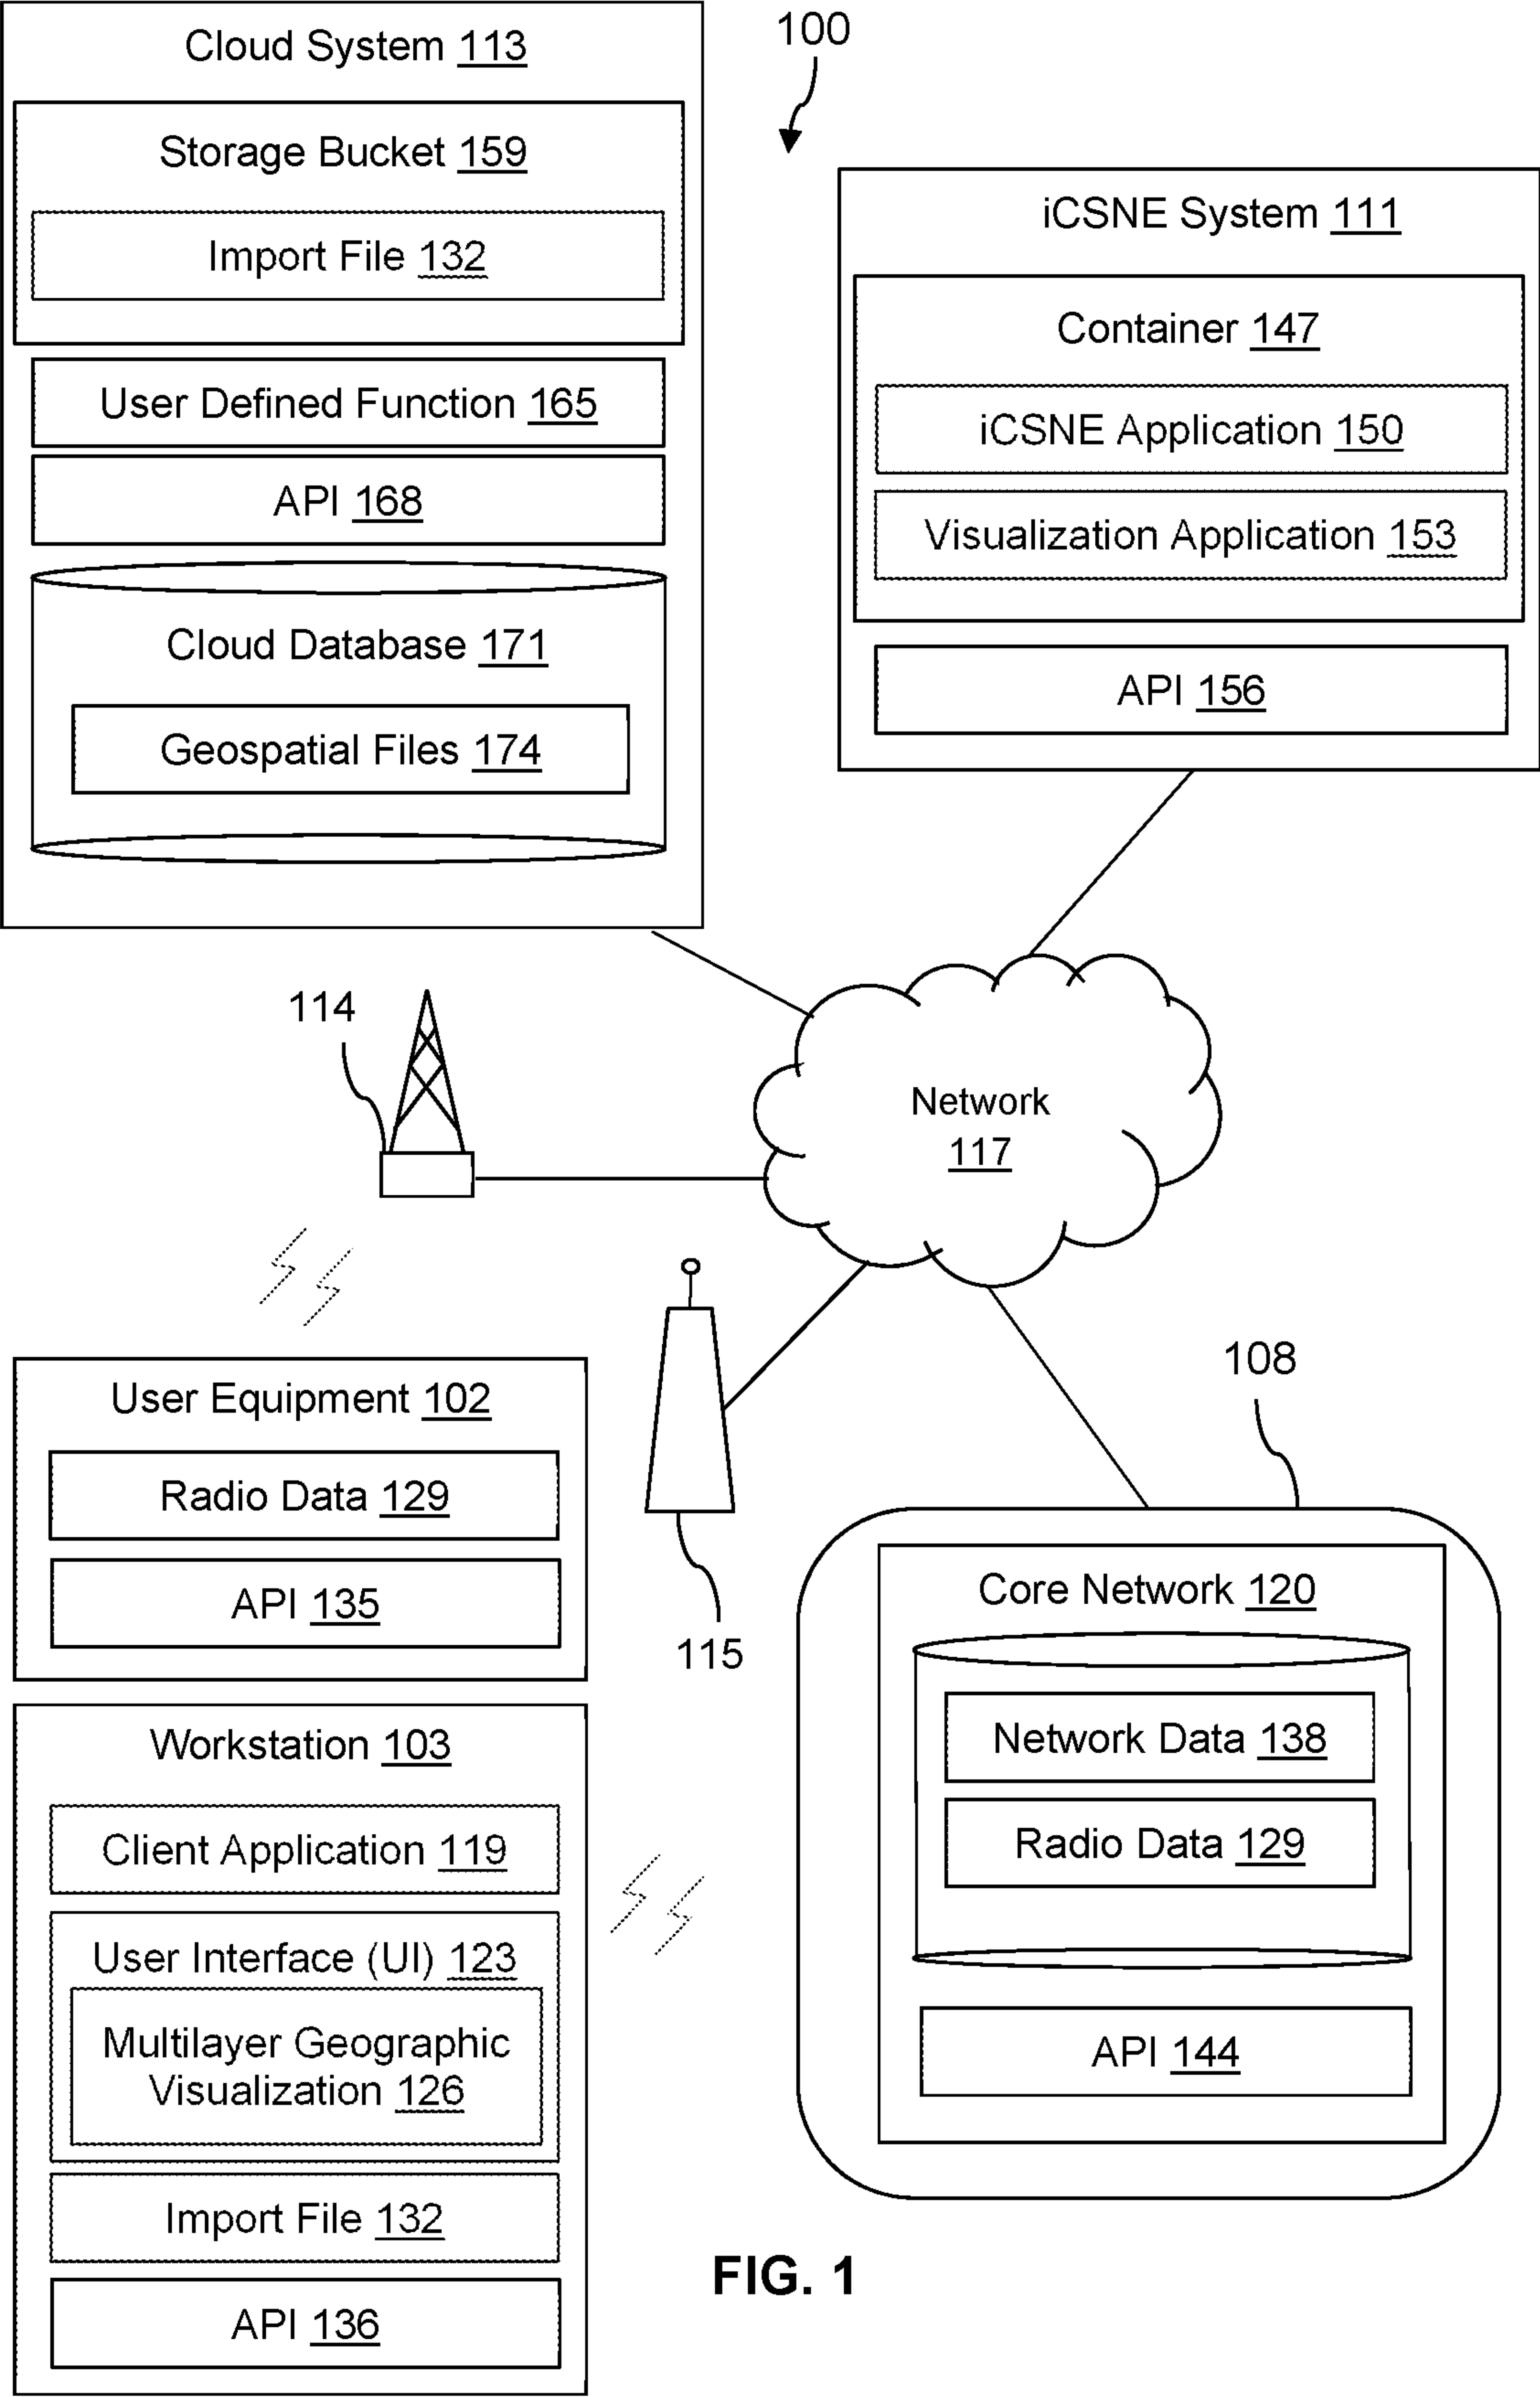 Cloud System 113
Storage Bucket 159
Import File 132
User Defined Function 165
API 168
Cloud Database 171
Geospatial Files 174
100
iCSNE System 111
Container 147
iCSNE Application 150
Visualization Application 153
API 156
114
Network
117
115
User Equipment 102
Radio Data 129
API 135
Workstation 103
Client Application 119
User Interface (UI) 123
Multilayer Geographic
Visualization 126
Import File 132
API 136
108
Core Network 120
Network Data 138
Radio Data 129
API 144
FIG. 1